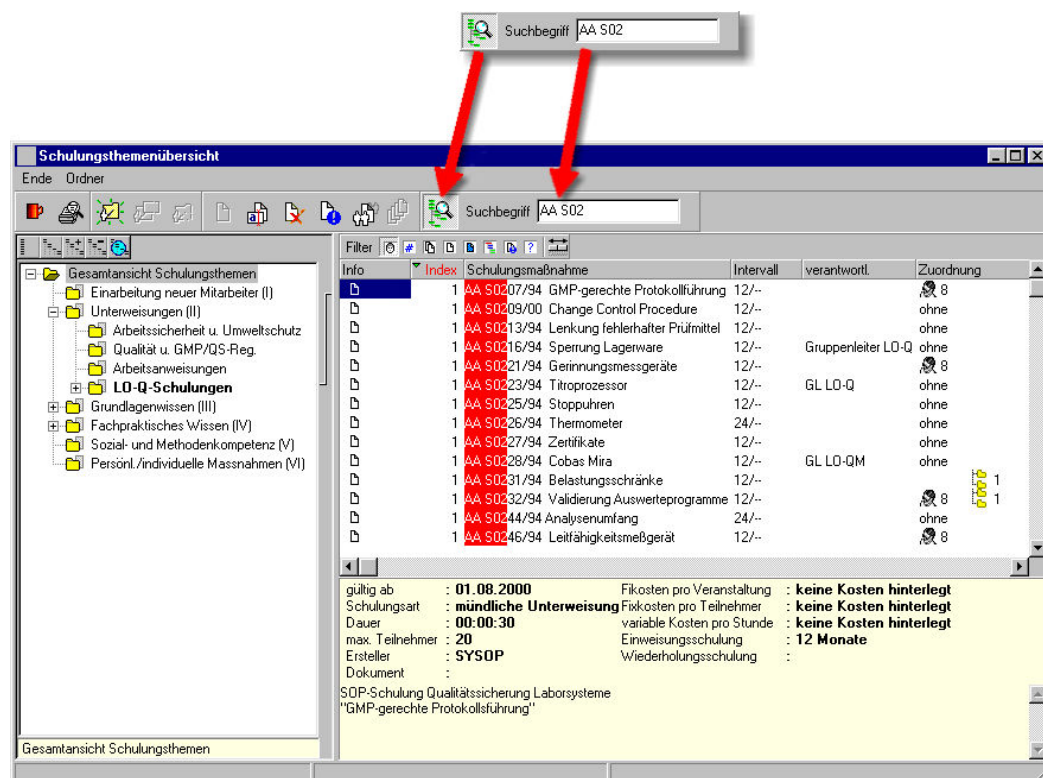 Suchbegriff AA S02
Schulungsthemenübersicht
Ende Ordner
Suchbegriff AA S02
Gesamtansicht Schulungsthemen
Einarbeitung neuer Mitarbeiter (I)
Unterweisungen (II)
Arbeitssicherheit u. Umweltschutz
Qualität u. GMP/QS-Reg.
Arbeitsanweisungen
LO-Q-Schulungen
Grundlagenwissen (III)
Fachpraktisches Wissen (IV)
Sozial- und Methodenkompetenz (V)
Persönl./individuelle Massnahmen (VI)
Gesamtansicht Schulungsthemen
Filter # ?
Info Index Schulungsmaßnahme Intervall verantwortl. Zuordnung
1 AA S0207/94 GMP-gerechte Protokollführung 12/-- 8
1 AA S0209/00 Change Control Procedure 12/-- ohne
1 AA S0213/94 Lenkung fehlerhafter Prüfmittel 12/-- ohne
1 AA S0216/94 Sperrung Lagerware 12/-- Gruppenleiter LO-Q ohne
1 AA S0221/94 Gerinnungsmessgeräte 12/-- 8
1 AA S0223/94 Titroprozessor 12/-- GL LO-Q ohne
1 AA S0225/94 Stoppuhren 12/-- ohne
1 AA S0226/94 Thermometer 24/-- ohne
1 AA S0227/94 Zertifikate 12/-- ohne
1 AA S0228/94 Cobas Mira 12/-- GL LO-QM ohne
1 AA S0231/94 Belastungsschränke 12/-- 1
1 AA S0232/94 Validierung Auswerteprogramme 12/-- 8 1
1 AA S0244/94 Analysenumfang 24/-- ohne
1 AA S0246/94 Leitfähigkeitsmeßgerät 12/-- 8
gültig ab : 01.08.2000 Fikosten pro Veranstaltung : keine Kosten hinterlegt
Schulungsart : mündliche Unterweisung Fixkosten pro Teilnehmer : keine Kosten hinterlegt
Dauer : 00:00:30 variable Kosten pro Stunde : keine Kosten hinterlegt
max. Teilnehmer : 20 Einweisungsschulung : 12 Monate
Ersteller : SYSOP Wiederholungsschulung :
Dokument :
SOP-Schulung Qualitätssicherung Laborsysteme
"GMP-gerechte Protokollsführung"